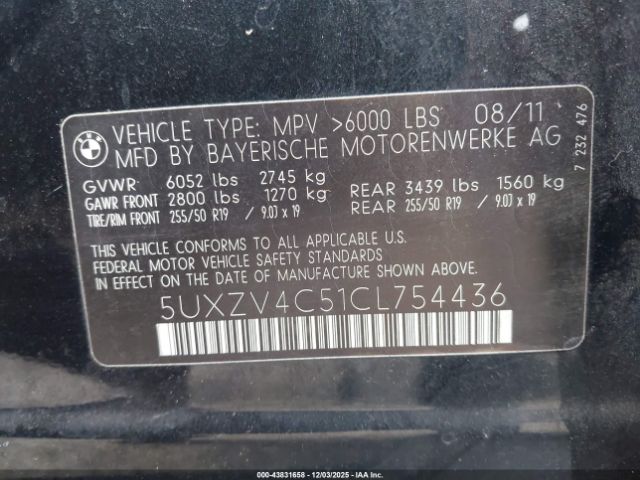 BMW
VEHICLE TYPE: MPV >6000 LBS 08/11
MFD BY BAYERISCHE MOTORENWERKE AG
7 232 476
GVWR 6052 lbs 2745 kg
GAWR FRONT 2800 lbs 1270 kg REAR 3439 lbs 1560 kg
TIRE/RIM FRONT 255/50 R19 / 9.0J x 19 REAR 255/50 R19 / 9.0J x 19
THIS VEHICLE CONFORMS TO ALL APPLICABLE U.S.
FEDERAL MOTOR VEHICLE SAFETY STANDARDS
IN EFFECT ON THE DATE OF MANUFACTURE SHOWN ABOVE.
5UXZV4C51CL754436
000-43831658 - 12/03/2025 - IAAI.COM